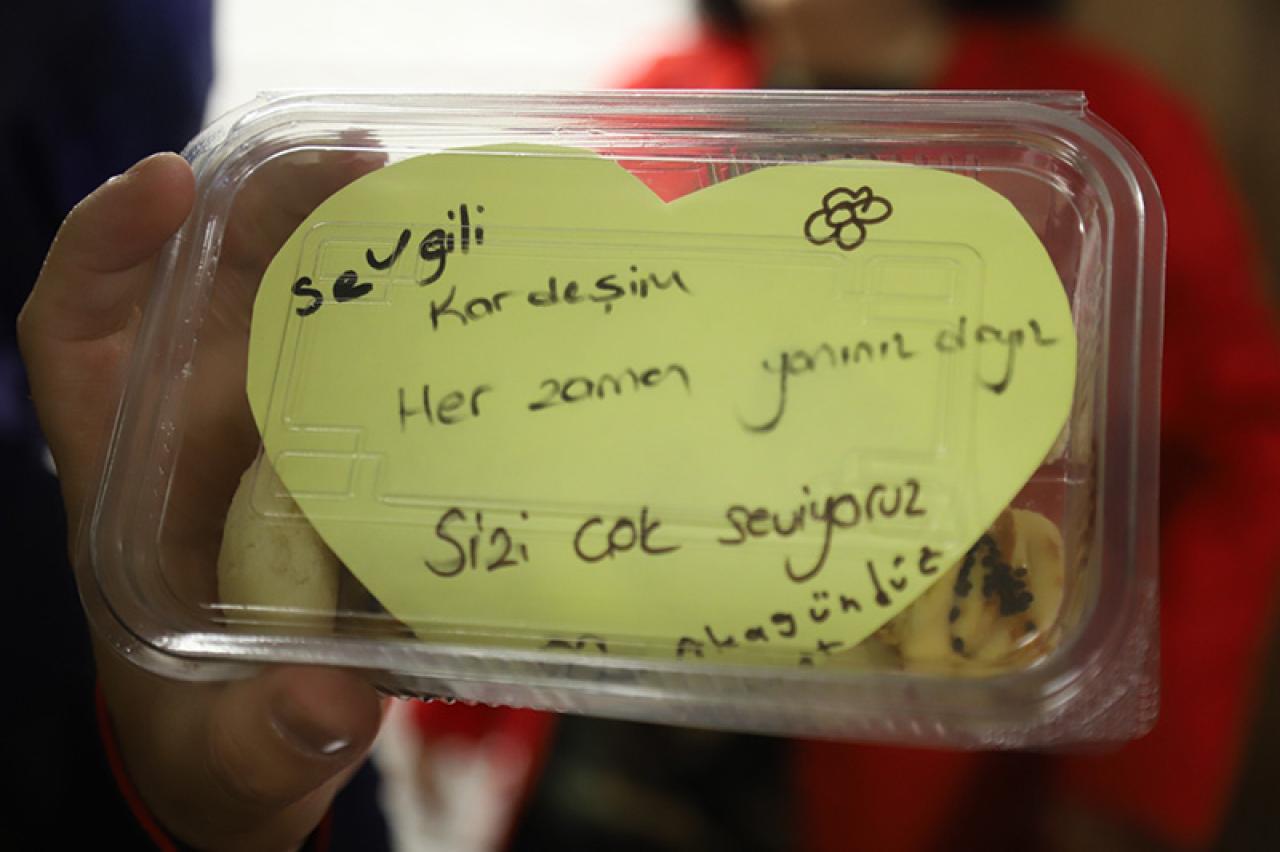 Sevgili
Kardeşim
Her zaman yanınızdayız
Sizi çok seviyoruz